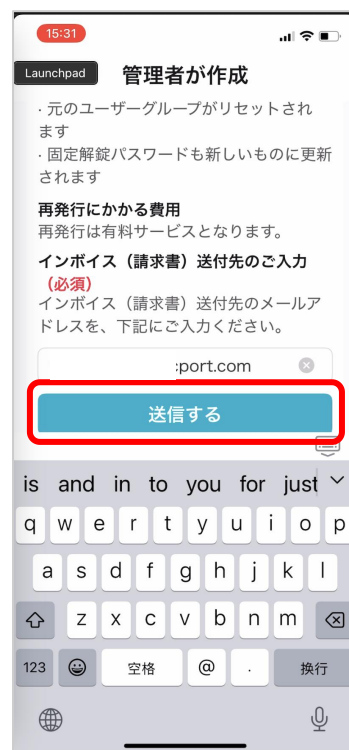 15:31
Launchpad
管理者が作成
· 元のユーザーグループがリセットされ
ます
· 固定解錠パスワードも新しいものに更新
されます
再発行にかかる費用
再発行は有料サービスとなります。
インボイス（請求書）送付先のご入力
（必須）
インボイス（請求書）送付先のメールア
ドレスを、下記にご入力ください。
:port.com
送信する
is and in to you for just
q w e r t y u i o p
a s d f g h j k l
z x c v b n m
123 空格 @ . 换行